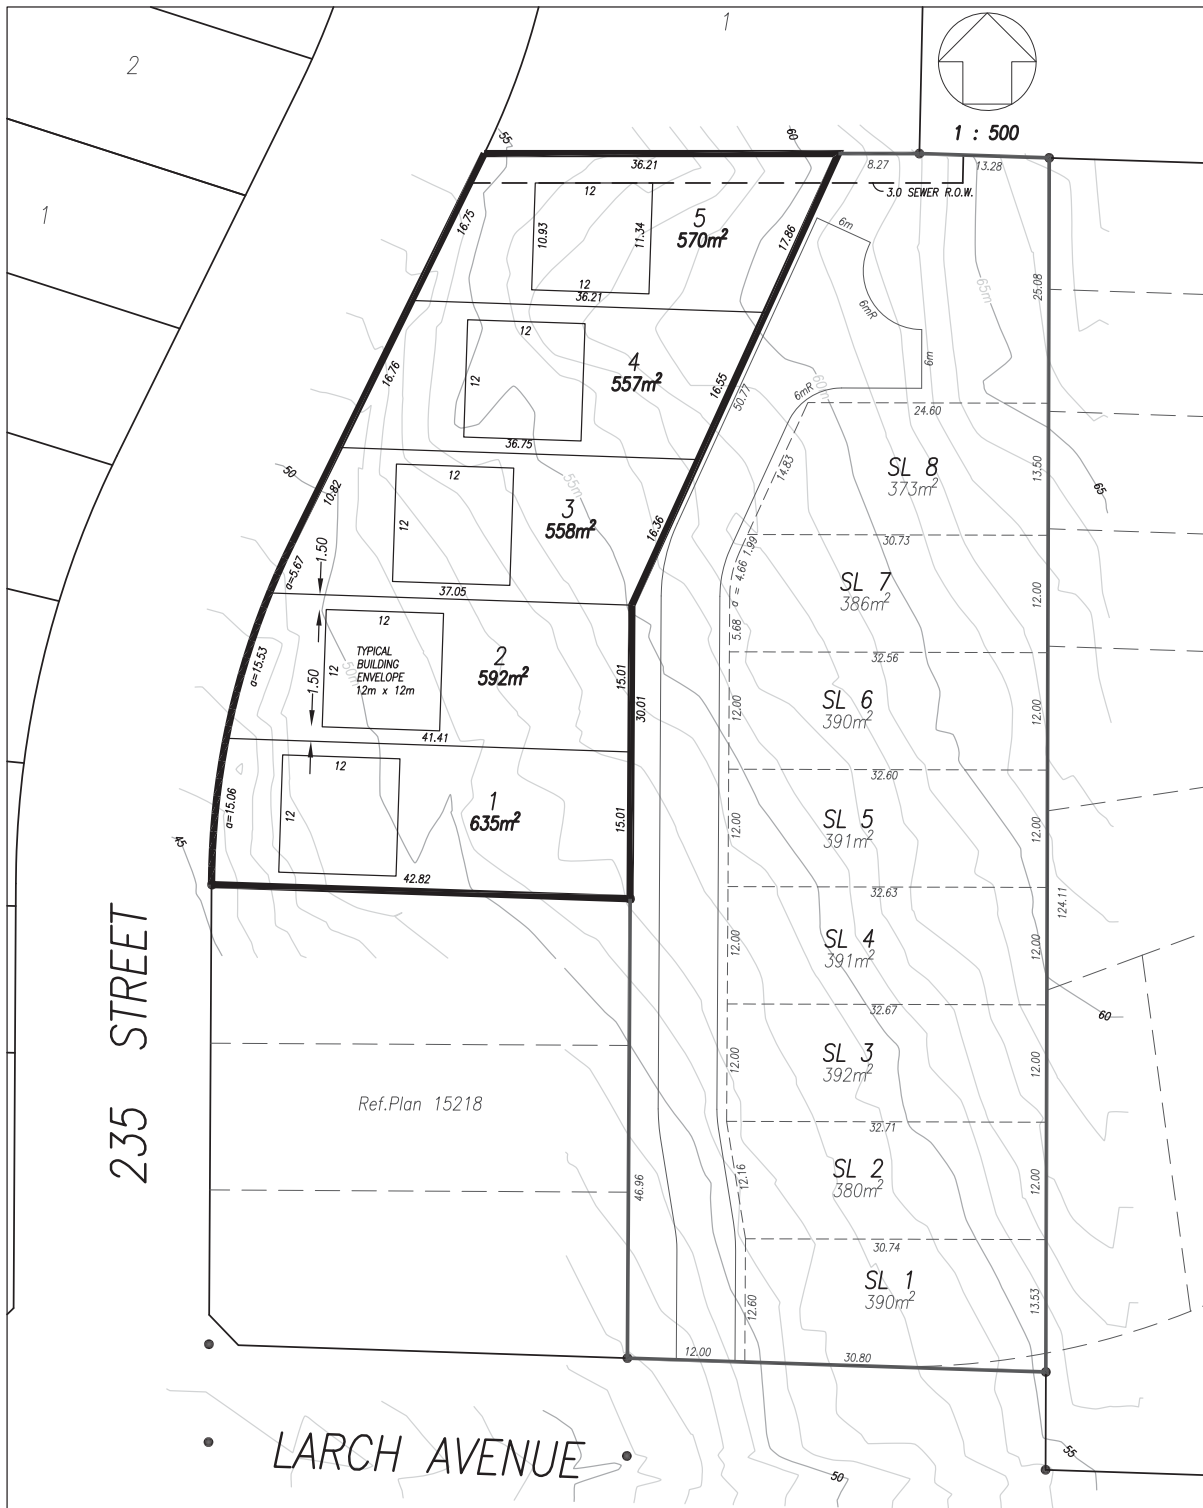 2
1
1
1 : 500
55
60
36.21
8.27
13.28
3.0 SEWER R.O.W.
12
5
570m²
16.75
10.93
11.34
17.86
6m
25.08
65m
12
36.21
6mR
12
4
557m²
16.76
12
16.55
50.77
60m
6mR
6m
24.60
36.75
14.83
SL 8
373m²
13.50
65
50
10.82
12
55m
3
558m²
12
16.36
1.99
30.73
1.50
a=5.67
a = 4.66
SL 7
386m²
12.00
37.05
12
5.68
TYPICAL
BUILDING
ENVELOPE
12m x 12m
50m
12
2
592m²
15.01
32.56
a=15.53
1.50
30.01
12.00
SL 6
390m²
12.00
41.41
12
32.60
1
635m²
a=15.06
12
15.01
12.00
SL 5
391m²
12.00
45
42.82
32.63
124.11
235 STREET
12.00
SL 4
391m²
12.00
32.67
60
12.00
SL 3
392m²
12.00
Ref.Plan 15218
32.71
46.96
12.16
SL 2
380m²
12.00
30.74
12.60
SL 1
390m²
13.53
12.00
30.80
LARCH AVENUE
50
55